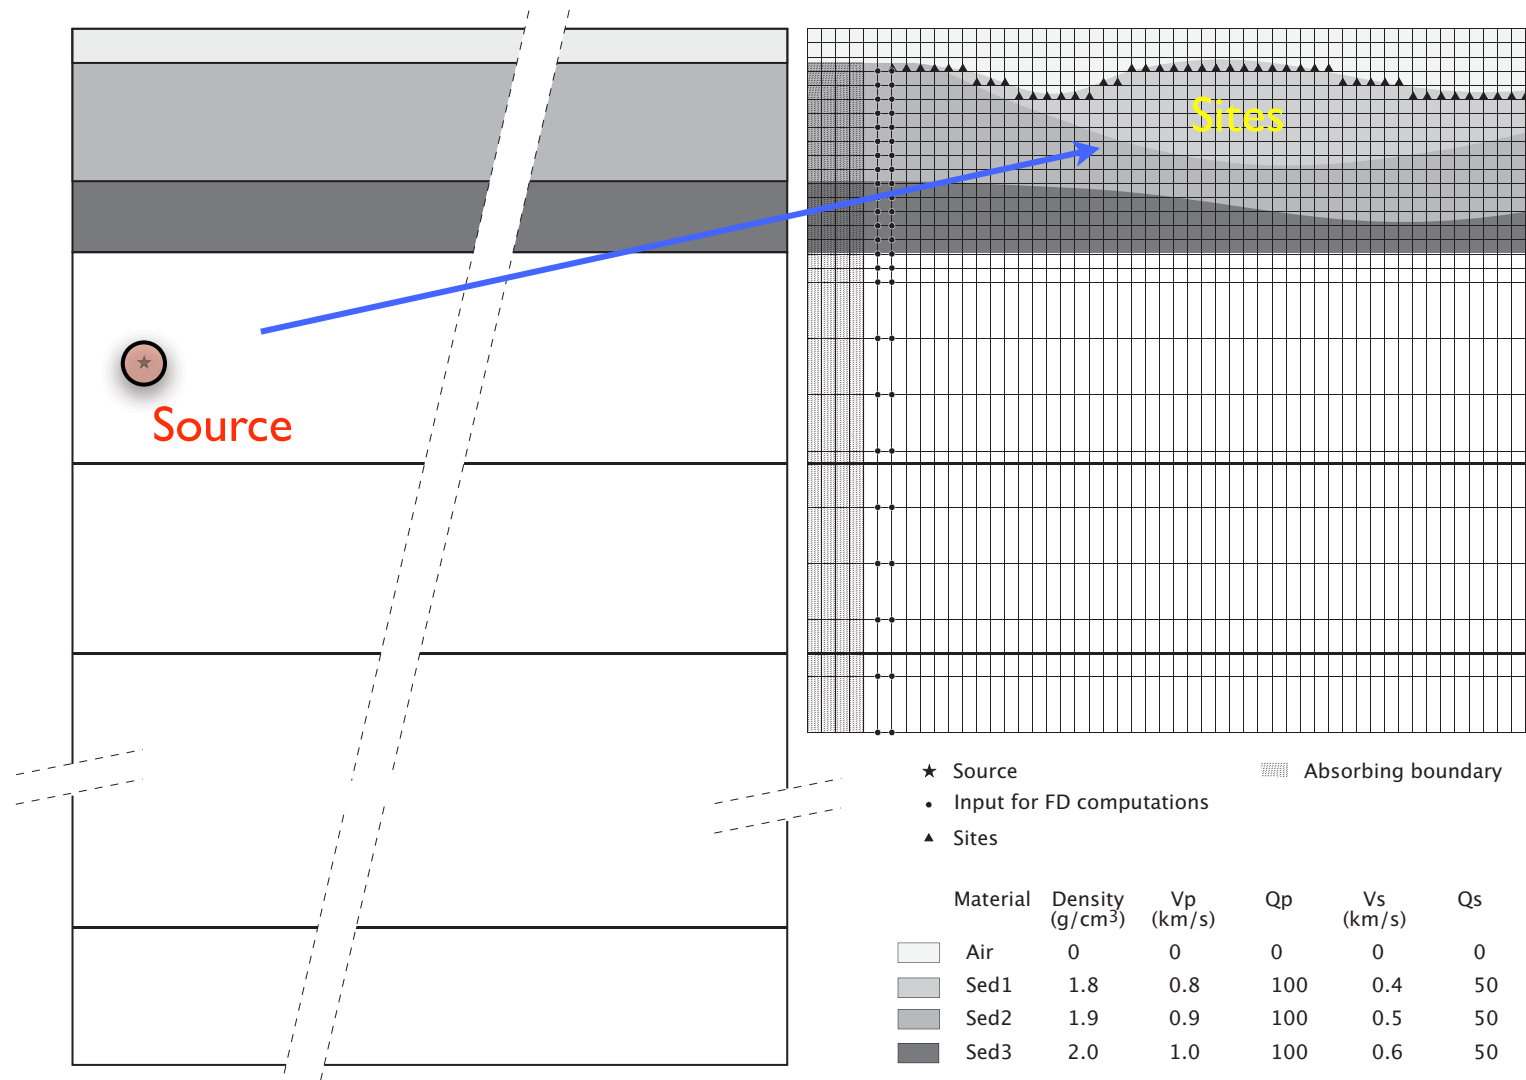 Sites
Source
Source
Absorbing boundary
Input for FD computations
Sites
Material Density Vp Qp Vs Qs
(g/cm3) (km/s) (km/s)
Air 0 0 0 0 0
Sed1 1.8 0.8 100 0.4 50
Sed2 1.9 0.9 100 0.5 50
Sed3 2.0 1.0 100 0.6 50